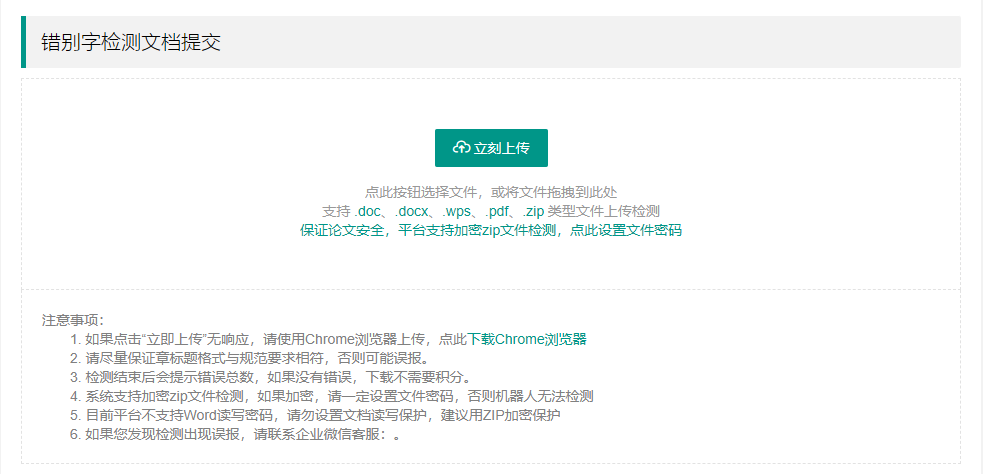 错别字检测文档提交
立刻上传
点此按钮选择文件，或将文件拖拽到此处
支持 .doc、.docx、.wps、.pdf、.zip 类型文件上传检测
保证论文安全，平台支持加密zip文件检测，点此设置文件密码
注意事项：
1. 如果点击“立即上传”无响应，请使用Chrome浏览器上传，点此下载Chrome浏览器
2. 请尽量保证章标题格式与规范要求相符，否则可能误报。
3. 检测结束后会提示错误总数，如果没有错误，下载不需要积分。
4. 系统支持加密zip文件检测，如果加密，请一定设置文件密码，否则机器人无法检测
5. 目前平台不支持Word读写密码，请勿设置文档读写保护，建议用ZIP加密保护
6. 如果您发现检测出现误报，请联系企业微信客服：。